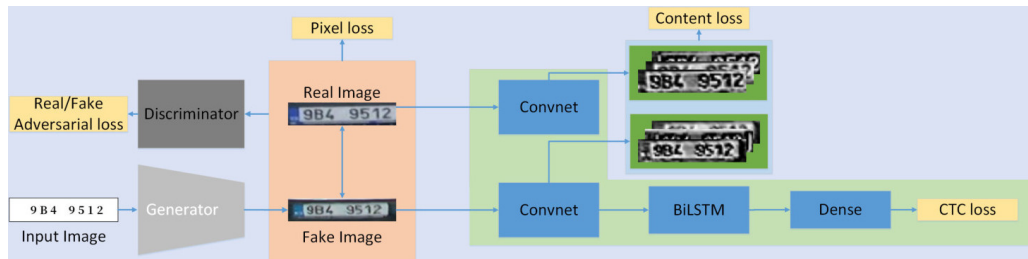 Content loss
Pixel loss
Real/Fake
Adversarial loss
Discriminator
Real Image
9B4 9512
Convnet
9B4 9512
9B4 9512
9B4 9512
Input Image
Generator
9B4 9512
Fake Image
Convnet
BiLSTM
Dense
CTC loss